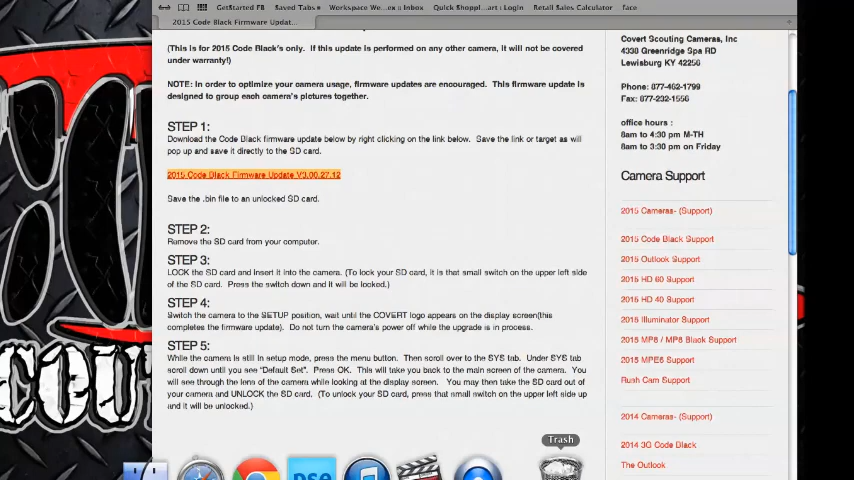 GetStarted FB Saved Tabs Workspace We...ex :: Inbox Quick Shoppi...art : Login Retail Sales Calculator face
2015 Code Black Firmware Updat...
(This is for 2015 Code Black's only. If this update is performed on any other camera, it will not be covered
under warranty!)
NOTE: In order to optimize your camera usage, firmware updates are encouraged. This firmware update is
designed to group each camera's pictures together.
STEP 1:
Download the Code Black firmware update below by right clicking on the link below. Save the link or target as will
pop up and save it directly to the SD card.
2015 Code Black Firmware Update V3.00.27.12
Save the .bin file to an unlocked SD card.
STEP 2:
Remove the SD card from your computer.
STEP 3:
LOCK the SD card and insert it into the camera. (To lock your SD card, it is that small switch on the upper left side
of the SD card. Press the switch down and it will be locked.)
STEP 4:
Switch the camera to the SETUP position, wait until the COVERT logo appears on the display screen(this
completes the firmware update). Do not turn the camera's power off while the upgrade is in process.
STEP 5:
While the camera is still in setup mode, press the menu button. Then scroll over to the SYS tab. Under SYS tab
scroll down until you see "Default Set". Press OK. This will take you back to the main screen of the camera. You
will see through the lens of the camera while looking at the display screen. You may then take the SD card out of
your camera and UNLOCK the SD card. (To unlock your SD card, press that small switch on the upper left side up
and it will be unlocked.)
Covert Scouting Cameras, Inc
4338 Greenridge Spa RD
Lewisburg KY 42256
Phone: 877-462-1799
Fax: 877-232-1556
office hours :
8am to 4:30 pm M-TH
8am to 3:30 pm on Friday
Camera Support
2015 Cameras- (Support)
2015 Code Black Support
2015 Outlook Support
2015 HD 60 Support
2015 HD 40 Support
2015 Illuminator Support
2015 MP8 / MP8 Black Support
2015 MPE6 Support
Rush Cam Support
2014 Cameras- (Support)
2014 3G Code Black
The Outlook
Trash
pse